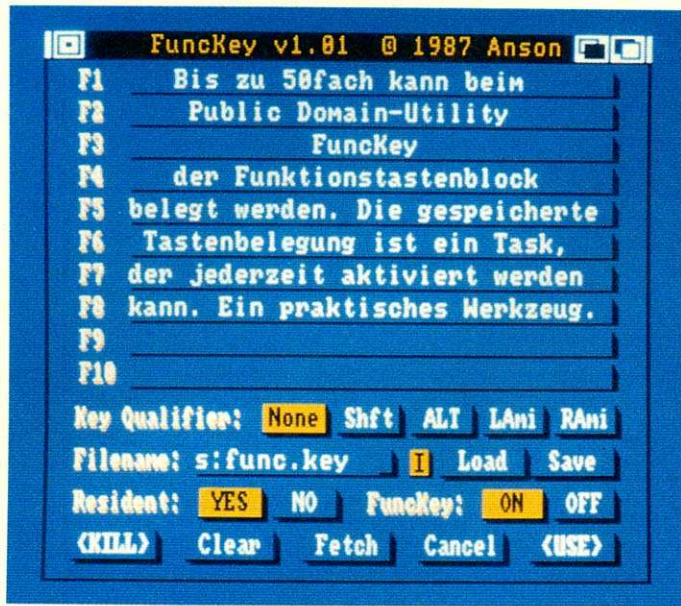 FuncKey v1.01 © 1987 Anson
F1 Bis zu 50fach kann beim
F2 Public Domain-Utility
F3 FuncKey
F4 der Funktionstastenblock
F5 belegt werden. Die gespeicherte
F6 Tastenbelegung ist ein Task,
F7 der jederzeit aktiviert werden
F8 kann. Ein praktisches Werkzeug.
F9
F10
Key Qualifier: None Shft ALT LAmi RAmi
Filename: s:func.key I Load Save
Resident: YES NO FuncKey: ON OFF
<KILL> Clear Fetch Cancel <USE>